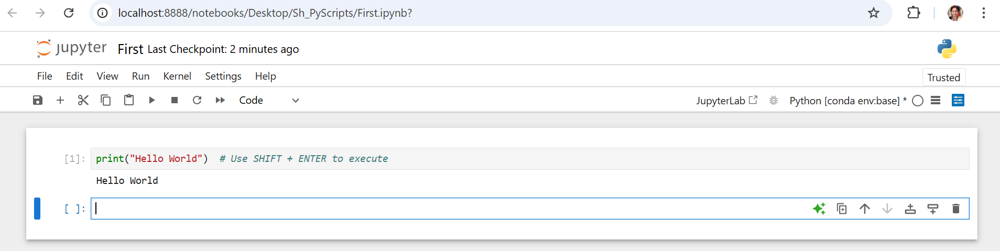 localhost:8888/notebooks/Desktop/Sh_PyScripts/First.ipynb?
jupyter First Last Checkpoint: 2 minutes ago
File Edit View Run Kernel Settings Help Trusted
Code JupyterLab Python [conda env:base] *
[1]: print("Hello World")  # Use SHIFT + ENTER to execute
Hello World
[ ]: